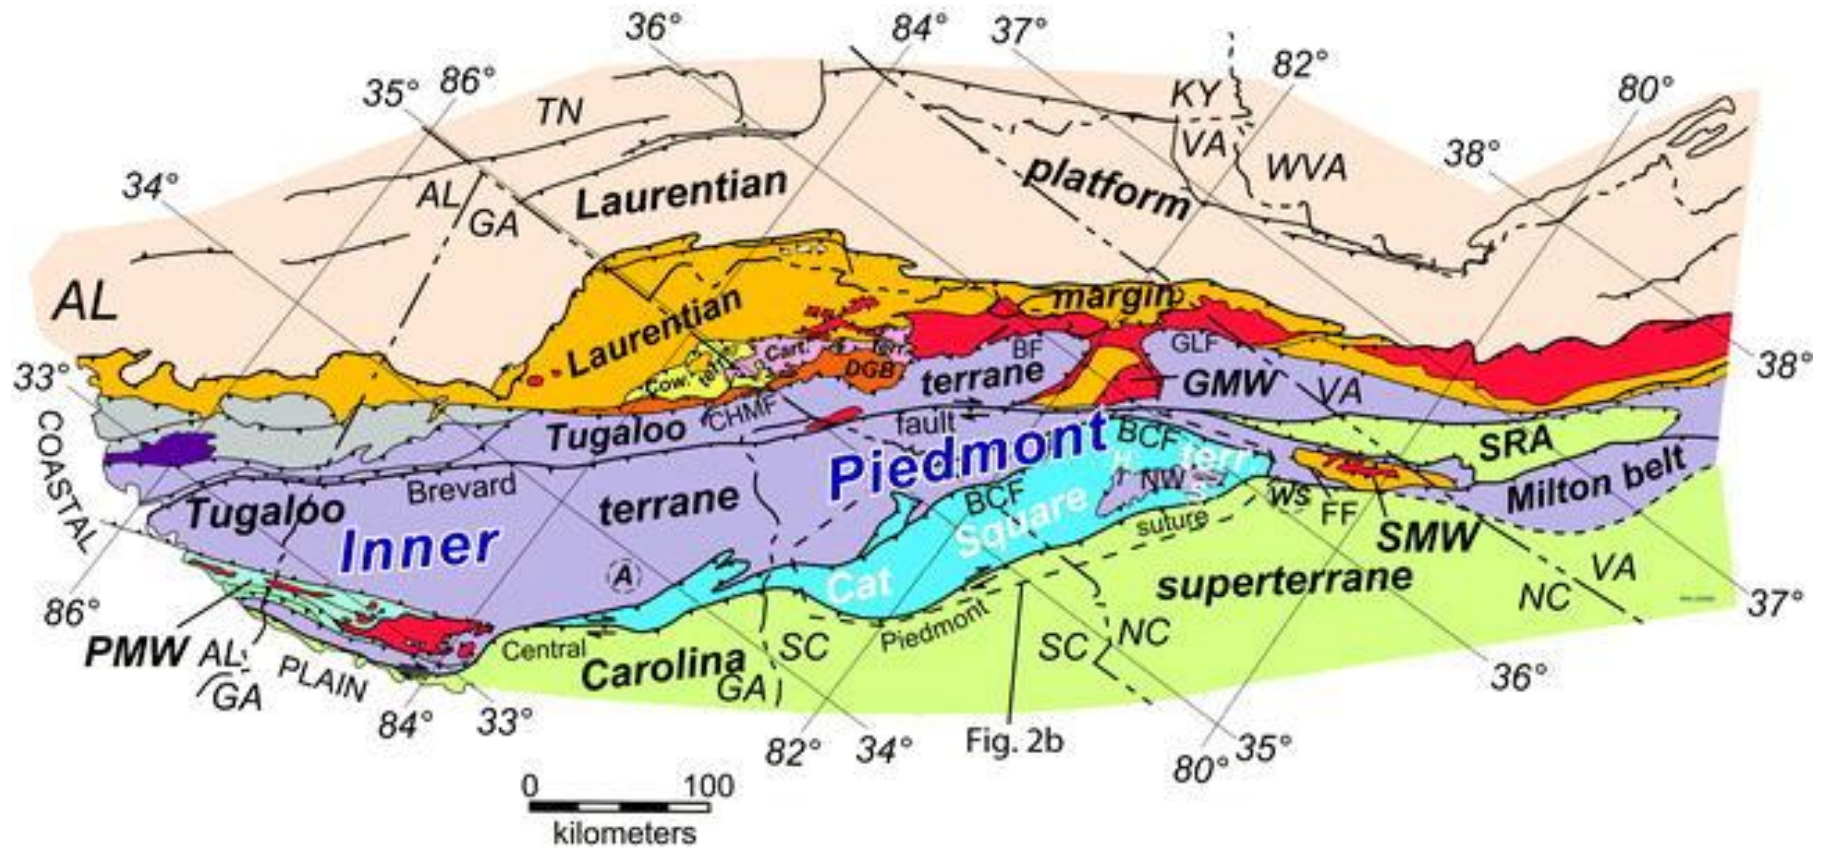 36°
84°
37°
82°
80°
35°
86°
38°
34°
33°
TN
KY
VA
WVA
AL
GA
AL
Laurentian
platform
Laurentian
margin
Cow.
terr.
Cart.
terr.
DGB
BF
GLF
terrane
GMW
VA
38°
COASTAL
CHMF
Tugaloo
fault
Piedmont
BCF
terr
SRA
Brevard
Tugaloo
terrane
Inner
BCF
NW
Square
suture
WS
FF
SMW
Milton belt
A
Cat
superterrane
VA
NC
86°
37°
PMW
AL
GA
PLAIN
Central
Carolina
GA
SC
Piedmont
SC
NC
36°
84°
33°
82°
34°
Fig. 2b
80°
35°
0 100
kilometers